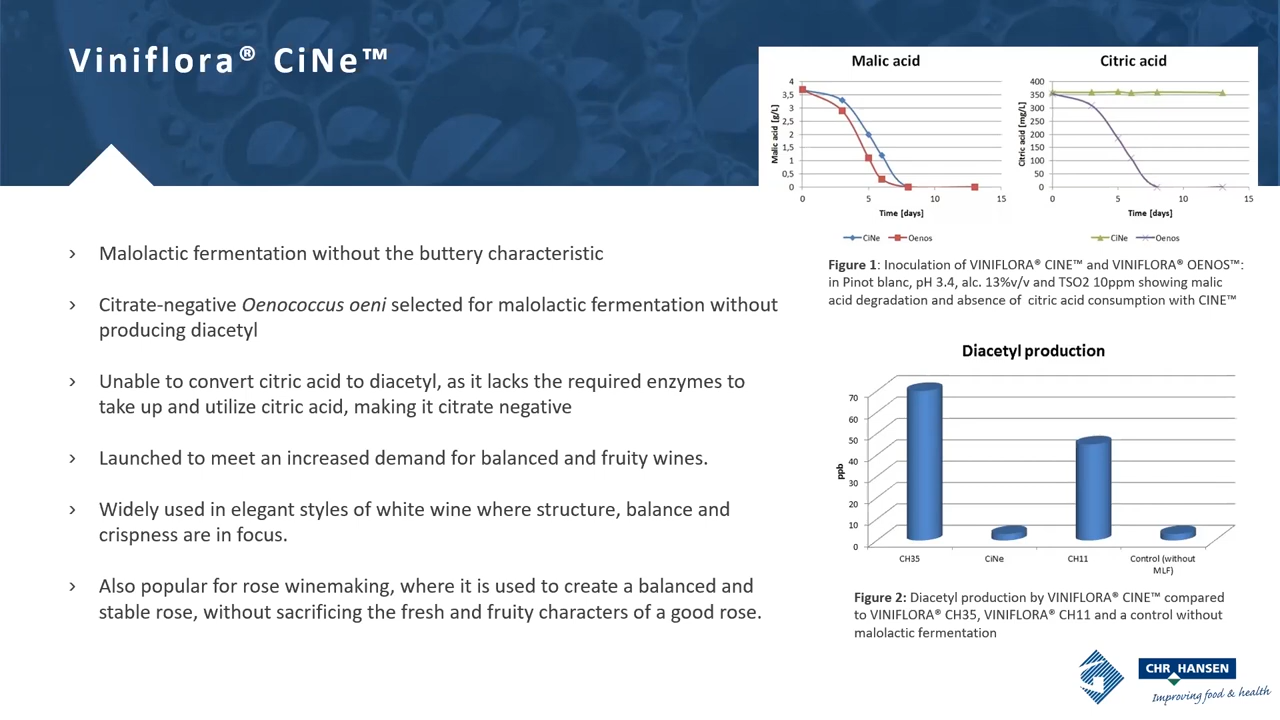 Viniflora® CiNe™
› Malolactic fermentation without the buttery characteristic
› Citrate-negative Oenococcus oeni selected for malolactic fermentation without
producing diacetyl
› Unable to convert citric acid to diacetyl, as it lacks the required enzymes to
take up and utilize citric acid, making it citrate negative
› Launched to meet an increased demand for balanced and fruity wines.
› Widely used in elegant styles of white wine where structure, balance and
crispness are in focus.
› Also popular for rose winemaking, where it is used to create a balanced and
stable rose, without sacrificing the fresh and fruity characters of a good rose.
Malic acid
Malic acid [g/L]
4
3,5
3
2,5
2
1,5
1
0,5
0
0 5 10 15
Time [days]
CiNe Oenos
Citric acid
Citric acid [mg/L]
400
350
300
250
200
150
100
50
0
0 5 10 15
Time [days]
CiNe Oenos
Figure 1: Inoculation of VINIFLORA® CINE™ and VINIFLORA® OENOS™:
in Pinot blanc, pH 3.4, alc. 13%v/v and TSO2 10ppm showing malic
acid degradation and absence of citric acid consumption with CINE™
Diacetyl production
ppb
70
60
50
40
30
20
10
0
CH35 CiNe CH11 Control (without
MLF)
Figure 2: Diacetyl production by VINIFLORA® CINE™ compared
to VINIFLORA® CH35, VINIFLORA® CH11 and a control without
malolactic fermentation
CHR HANSEN
Improving food & health